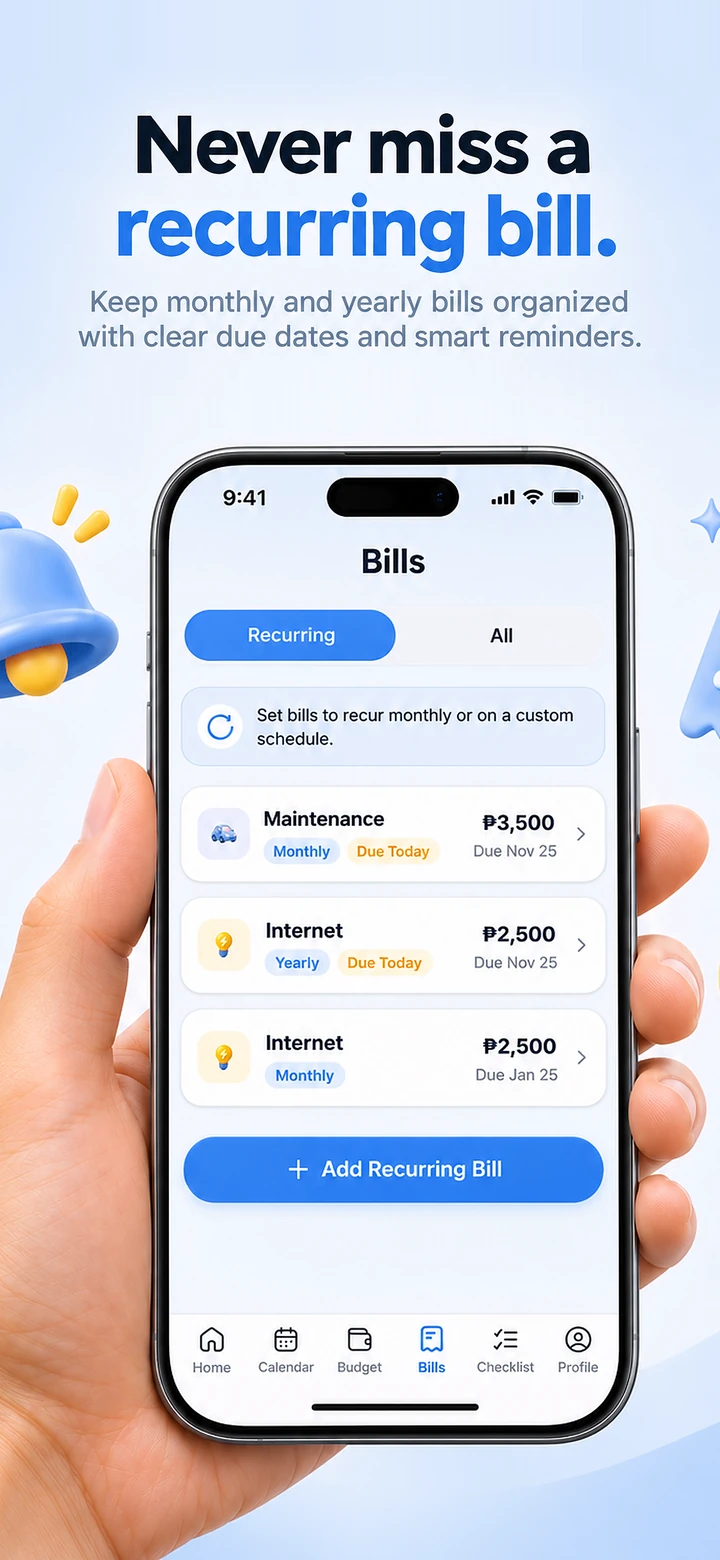 Never miss a
recurring bill.
Keep monthly and yearly bills organized
with clear due dates and smart reminders.
9:41
Bills
Recurring
All
Set bills to recur monthly or on a custom
schedule.
Maintenance
₱3,500
Monthly
Due Today
Due Nov 25
Internet
₱2,500
Yearly
Due Today
Due Nov 25
Internet
₱2,500
Monthly
Due Jan 25
+ Add Recurring Bill
Home
Calendar
Budget
Bills
Checklist
Profile